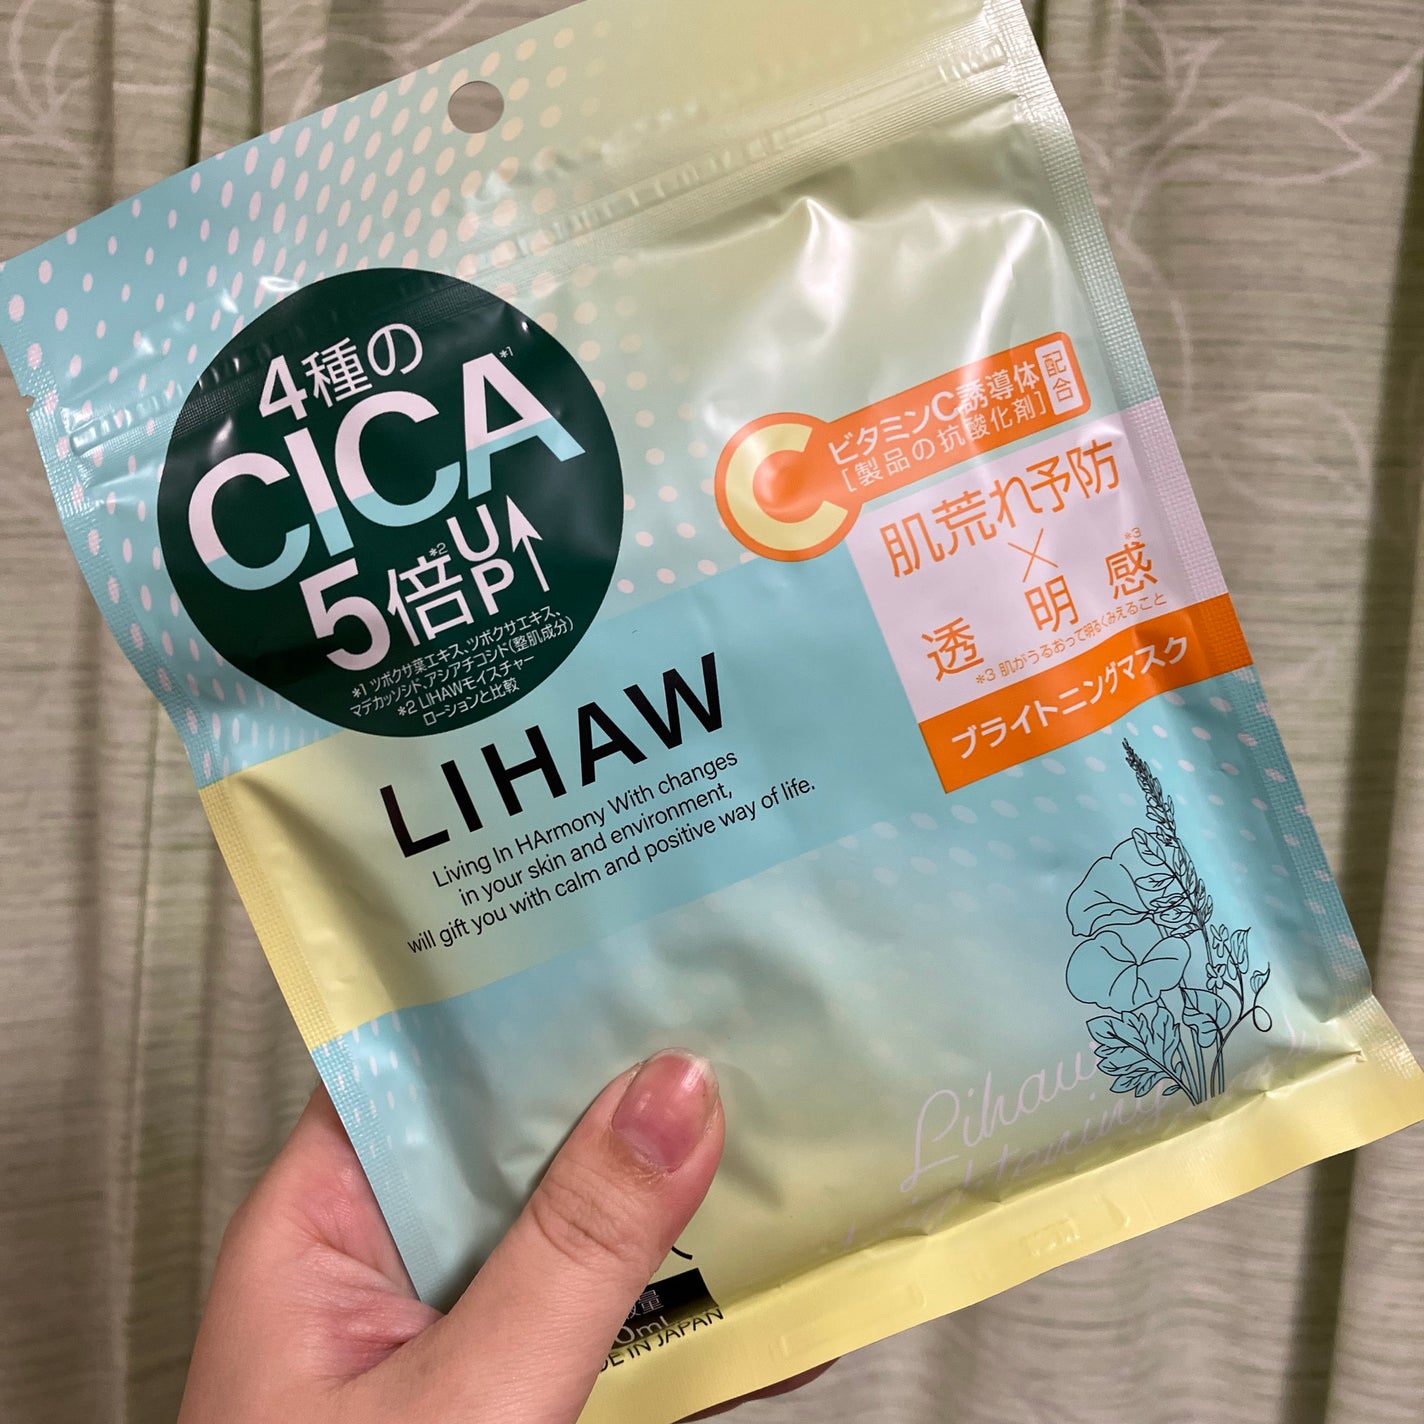 4種の
CICA*1
5倍*2 UP
*1 ツボクサ葉エキス、ツボクサエキス、
マデカッソシド、アシアチコシド(整肌成分)
*2 LIHAWモイスチャー
ローションと比較
C
ビタミンC誘導体
[製品の抗酸化剤]
配合
肌荒れ予防
×
透明感*3
*3 肌がうるおって明るくみえること
ブライトニングマスク
LIHAW
Living In HArmony With changes
in your skin and environment,
will gift you with calm and positive way of life.
Lihaw
IN JAPAN